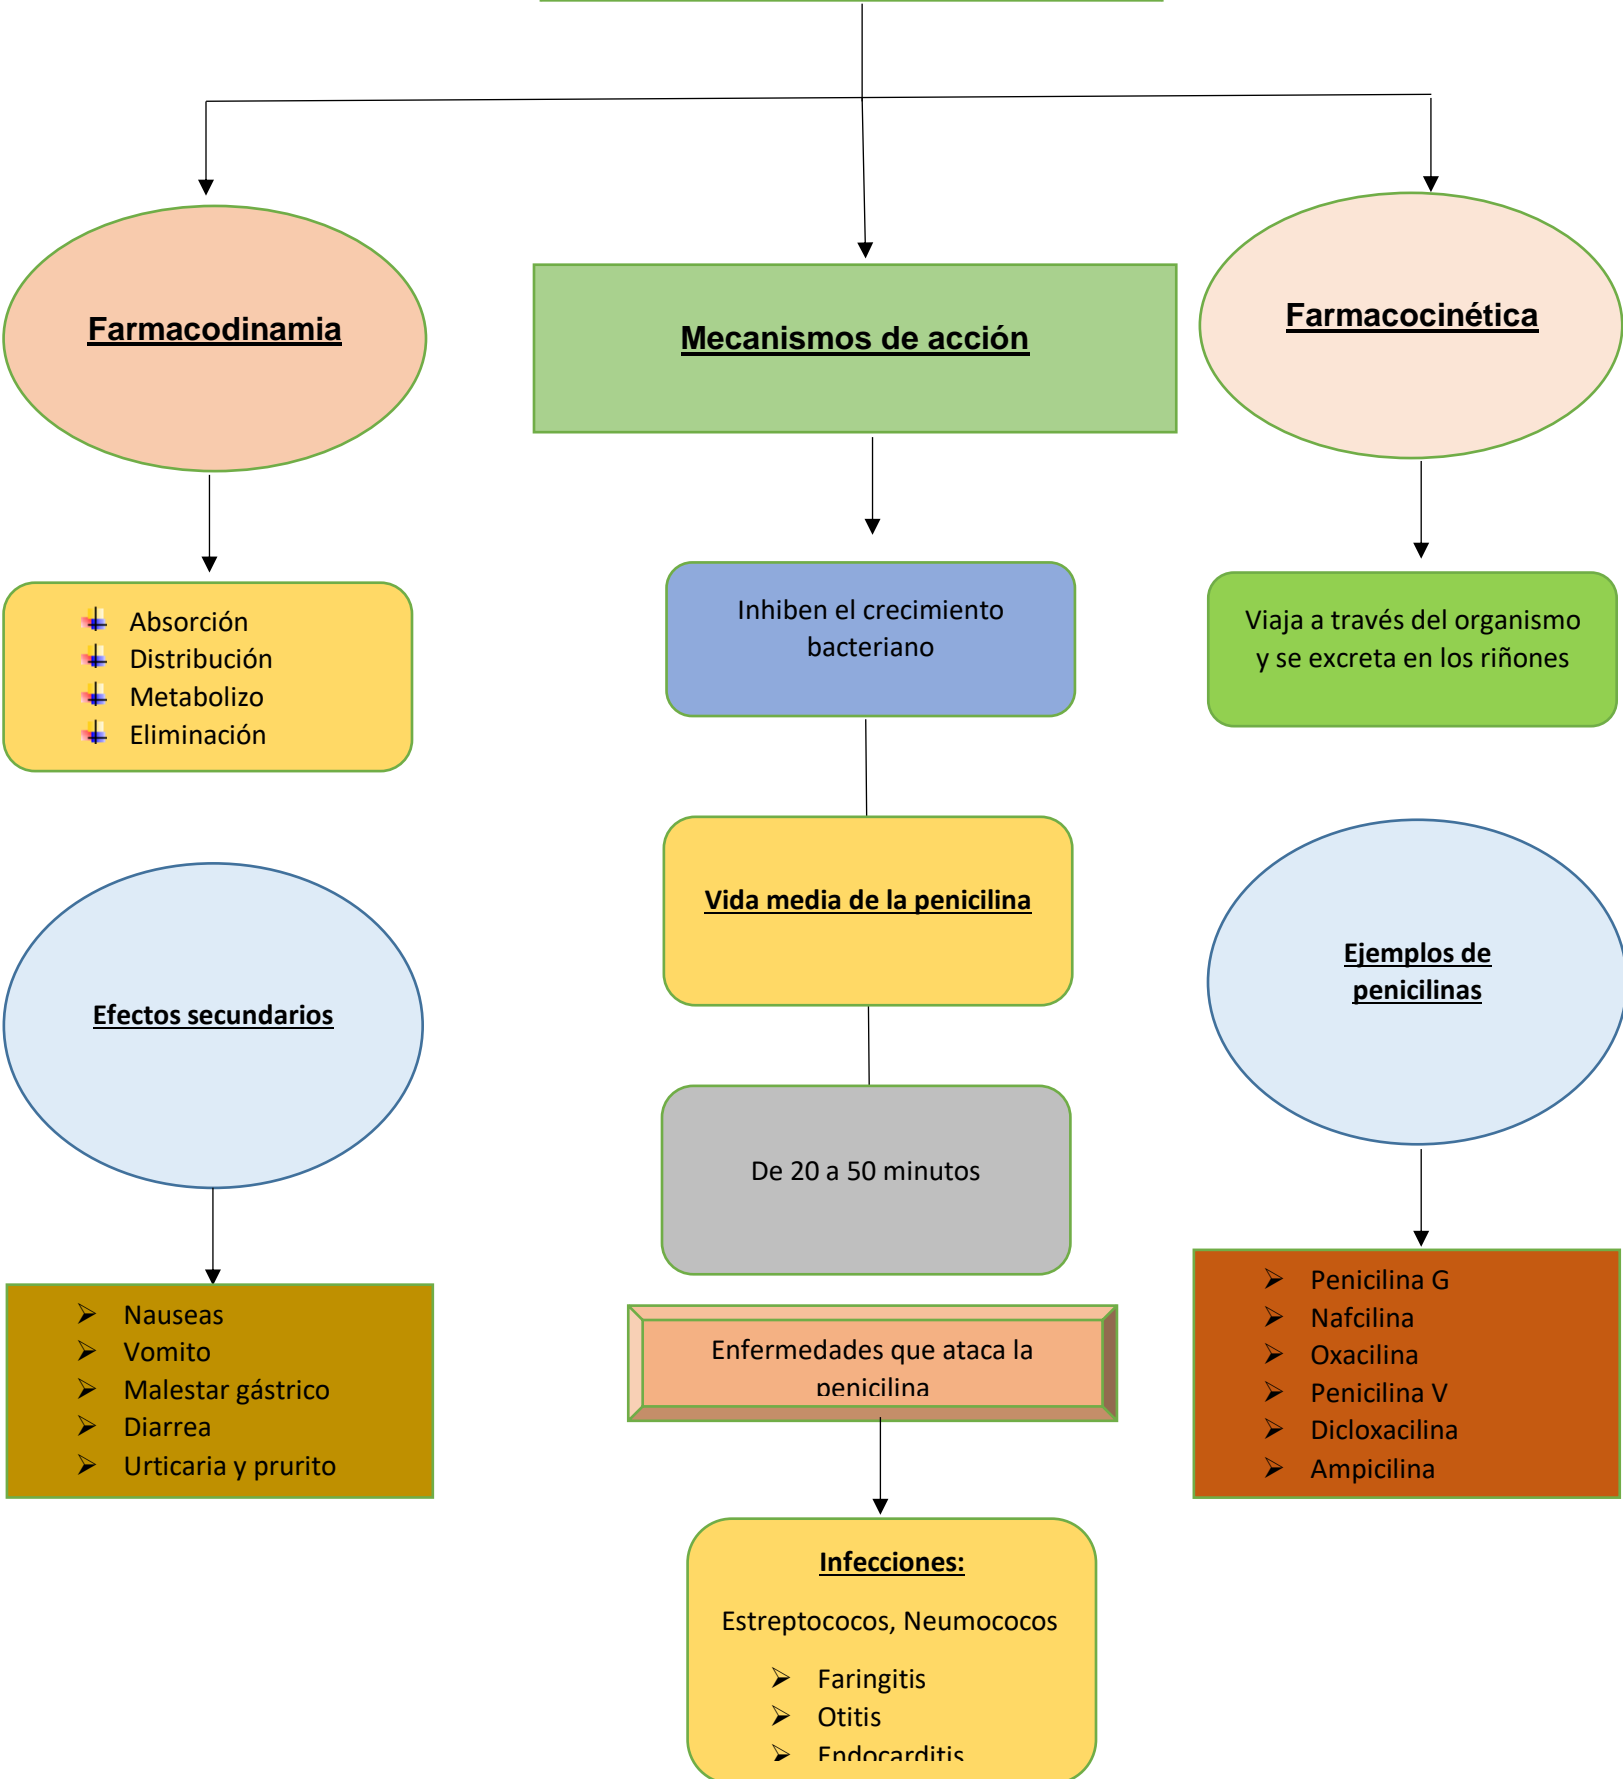 Farmacodinamia
Mecanismos de acción
Farmacocinética
Absorción
Distribución
Metabolizo
Eliminación
Inhiben el crecimiento
bacteriano
Viaja a través del organismo
y se excreta en los riñones
Vida media de la penicilina
De 20 a 50 minutos
Efectos secundarios
Nauseas
Vomito
Malestar gástrico
Diarrea
Urticaria y prurito
Ejemplos de
penicilinas
Penicilina G
Nafcilina
Oxacilina
Penicilina V
Dicloxacilina
Ampicilina
Enfermedades que ataca la
penicilina
Infecciones:
Estreptococos, Neumococos
Faringitis
Otitis
Endocarditis